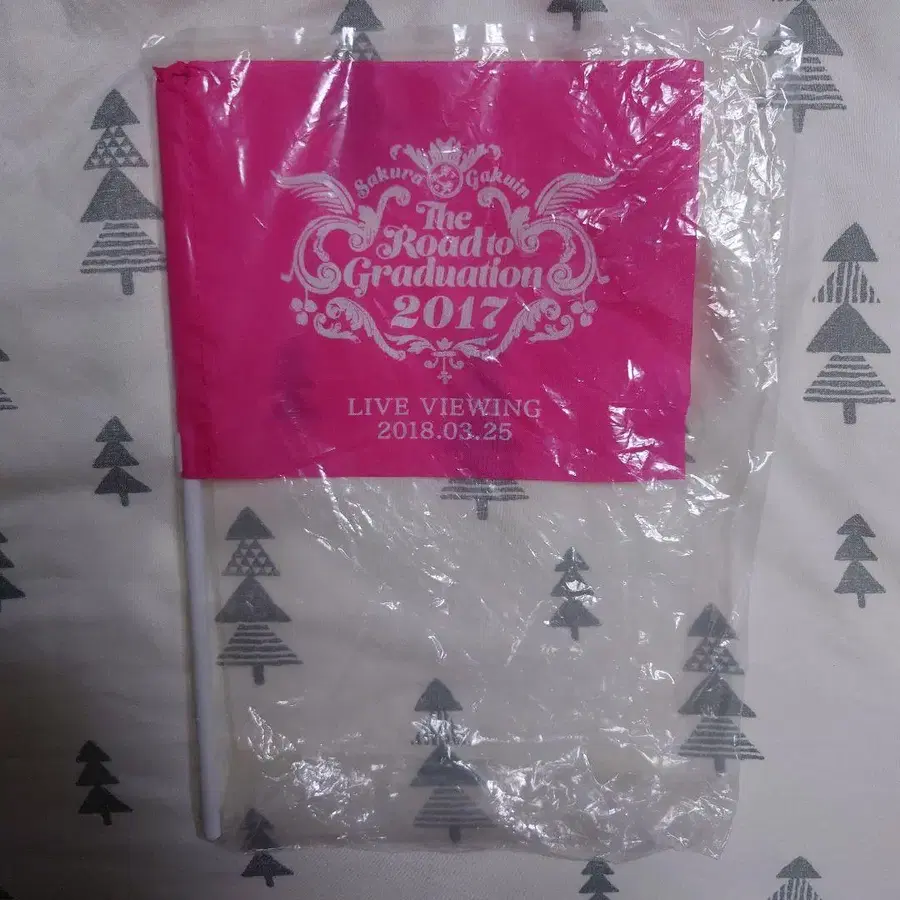 Sakura Gakuin
The
Road to
Graduation
2017
LIVE VIEWING
2018.03.25